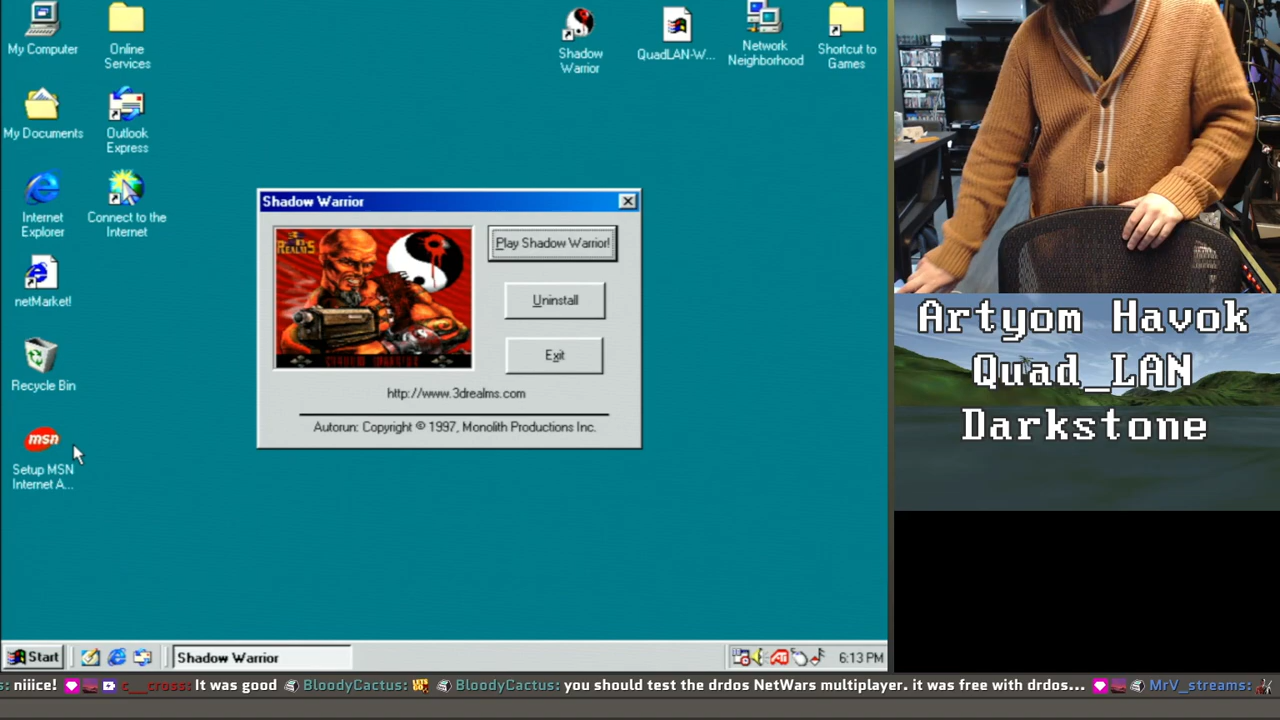 My Computer
Online
Services
Shadow
Warrior
QuadLAN-W...
Network
Neighborhood
Shortcut to
Games
My Documents
Outlook
Express
Internet
Explorer
Connect to the
Internet
netMarket!
Recycle Bin
msn
Setup MSN
Internet A...
Shadow Warrior
REALMS
Play Shadow Warrior!
Uninstall
Exit
http://www.3drealms.com
Autorun: Copyright © 1997, Monolith Productions Inc.
Artyom Havok
Quad_LAN
Darkstone
Start
Shadow Warrior
6:13 PM
s: niiice! c__cross: It was good BloodyCactus: BloodyCactus: you should test the drdos NetWars multiplayer. it was free with drdos... MrV_streams: